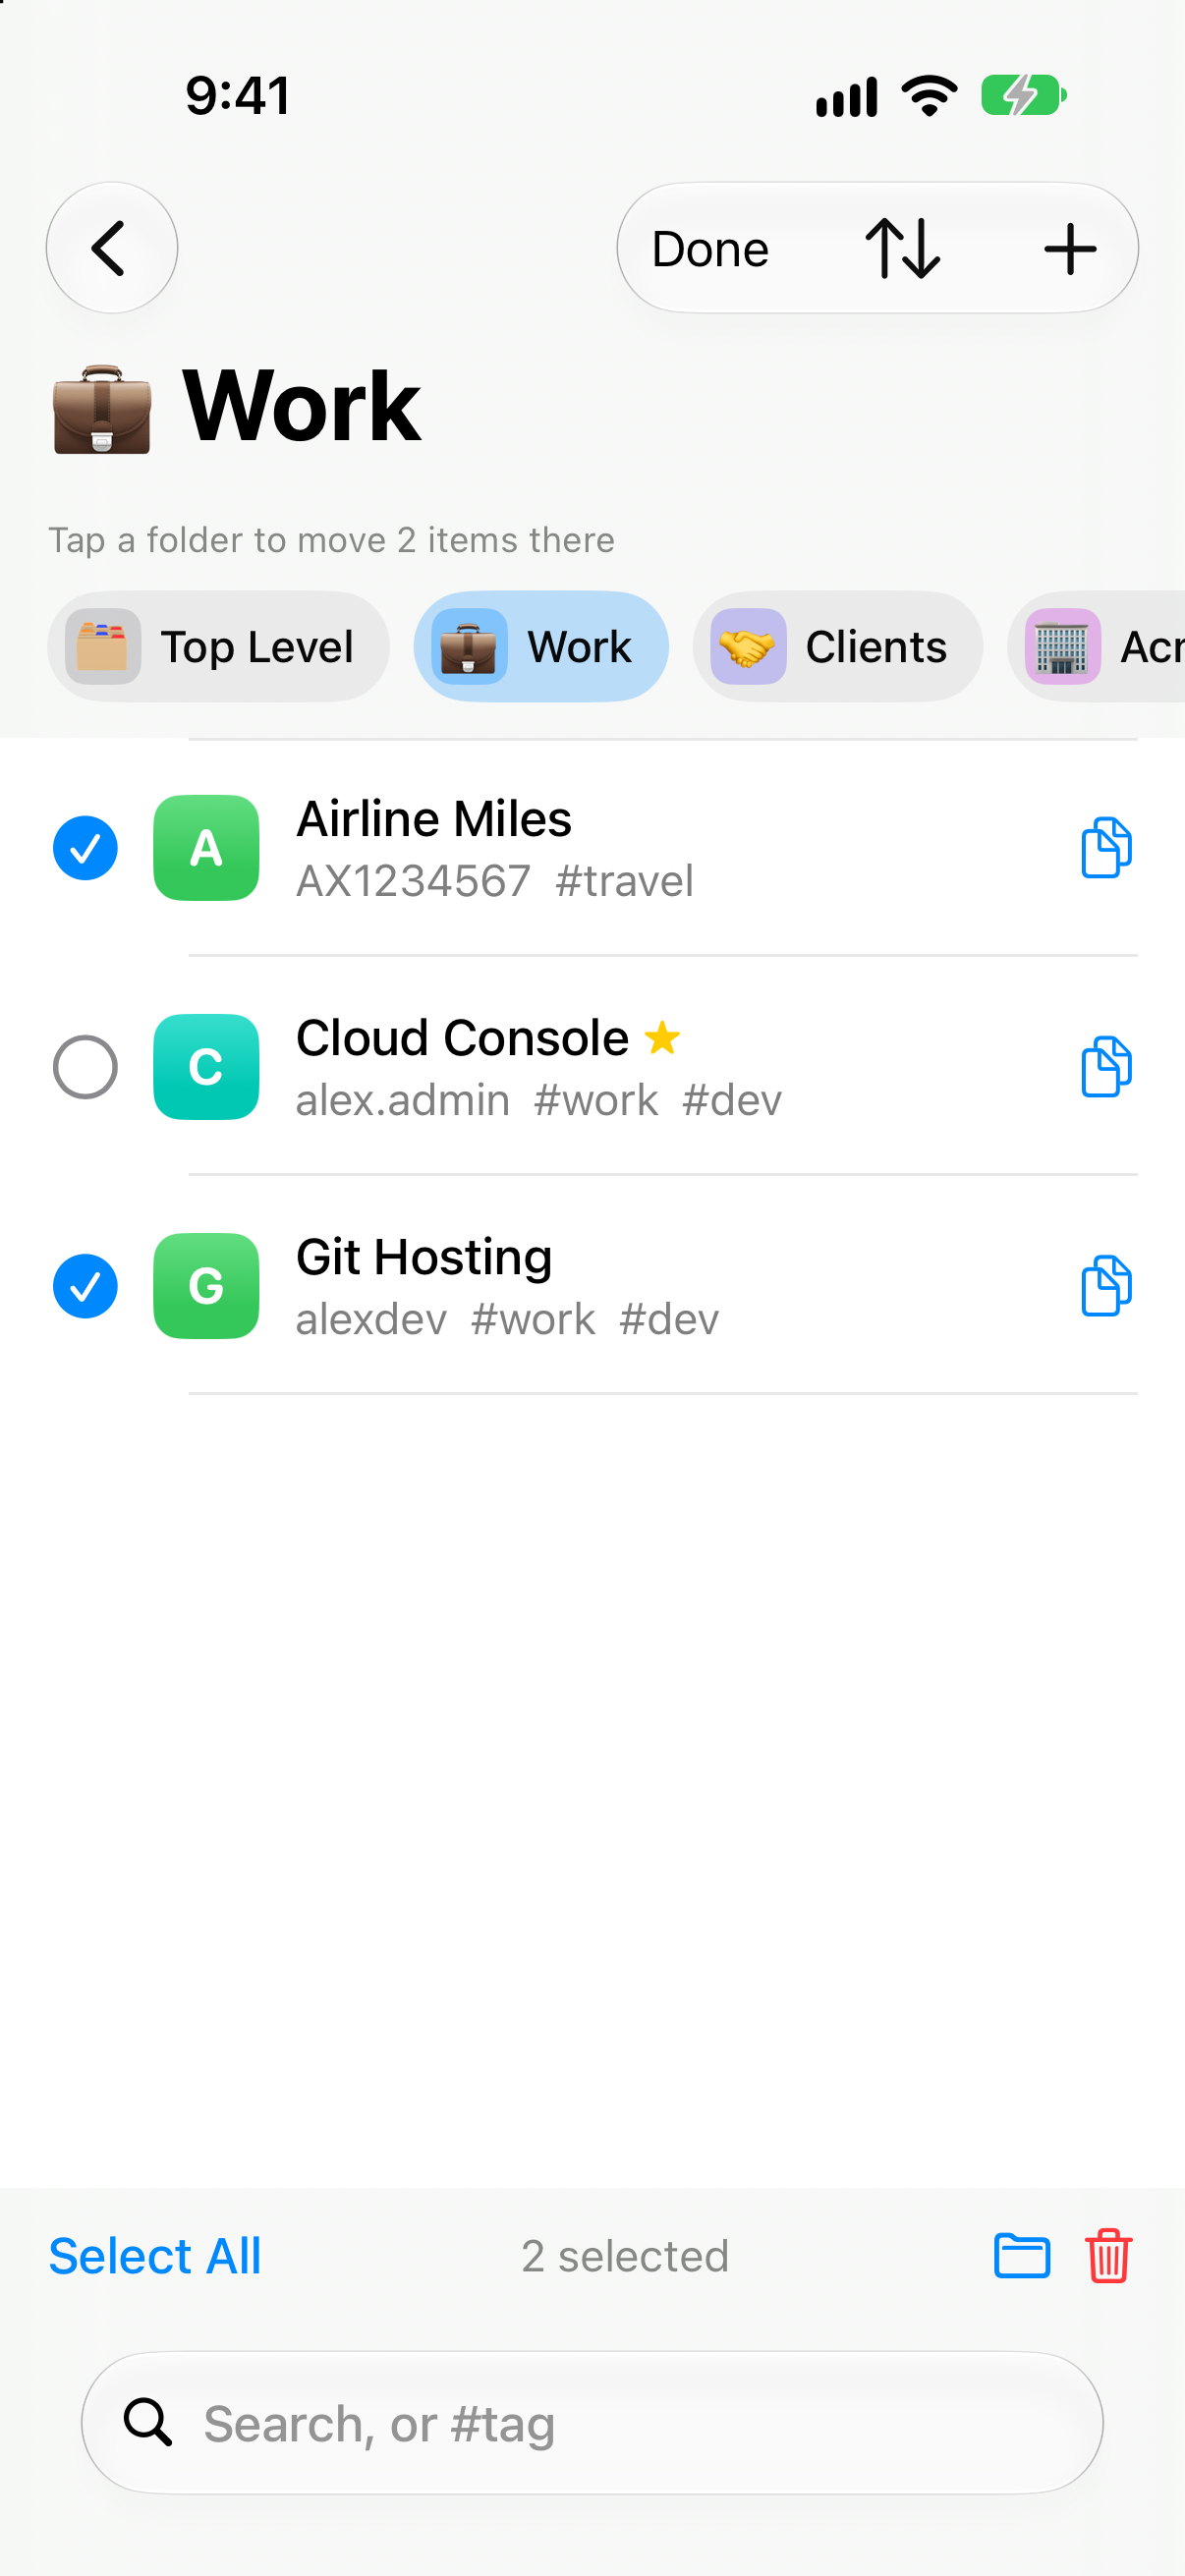 9:41
Done
Work
Tap a folder to move 2 items there
Top Level Work Clients
A
Airline Miles
AX1234567 #travel
C
Cloud Console
alex.admin #work #dev
G
Git Hosting
alexdev #work #dev
Select All 2 selected
Search, or #tag